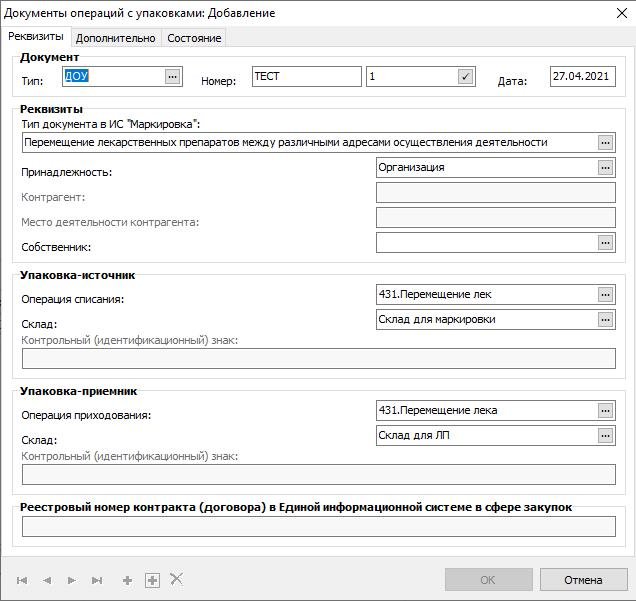 Документы операций с упаковками: Добавление
Реквизиты Дополнительно Состояние
Документ
Тип: ДОУ ... Номер: ТЕСТ 1 Дата: 27.04.2021
Реквизиты
Тип документа в ИС "Маркировка":
Перемещение лекарственных препаратов между различными адресами осуществления деятельности ...
Принадлежность: Организация ...
Контрагент:
Место деятельности контрагента:
Собственник: ...
Упаковка-источник
Операция списания: 431.Перемещение лек ...
Склад: Склад для маркировки ...
Контрольный (идентификационный) знак:
Упаковка-приемник
Операция приходования: 431.Перемещение лека ...
Склад: Склад для ЛП ...
Контрольный (идентификационный) знак:
Реестровый номер контракта (договора) в Единой информационной системе в сфере закупок
ОК Отмена